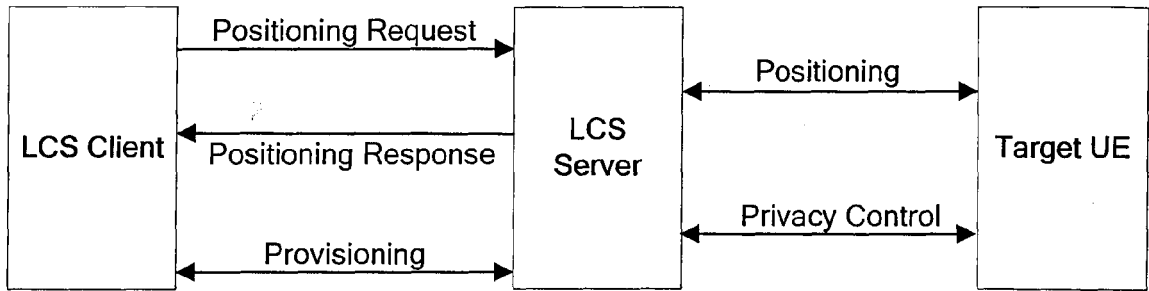 Positioning Request
Positioning
LCS Client
Positioning Response
LCS
Server
Target UE
Privacy Control
Provisioning